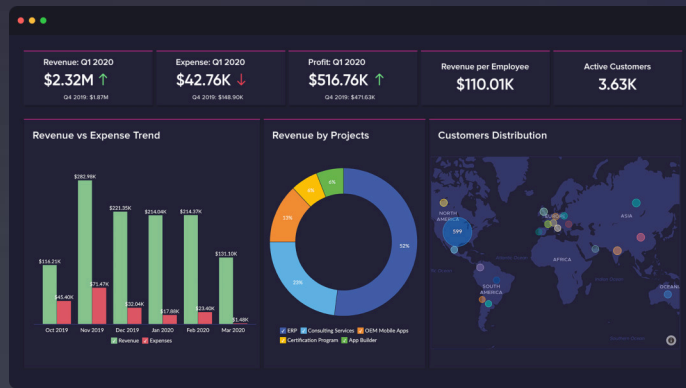 Revenue: Q1 2020
$2.32M ↑
Q4 2019: $1.87M
Expense: Q1 2020
$42.76K ↓
Q4 2019: $148.90K
Profit: Q1 2020
$516.76K ↑
Q4 2019: $471.63K
Revenue per Employee
$110.01K
Active Customers
3.63K
Revenue vs Expense Trend
$282.98K
$221.35K
$214.04K
$214.37K
$116.21K
$131.10K
$71.47K
$45.40K
$32.04K
$17.88K
$23.40K
$1.48K
Oct 2019 Nov 2019 Dec 2019 Jan 2020 Feb 2020 Mar 2020
Revenue Expenses
Revenue by Projects
6%
6%
13%
52%
23%
ERP Consulting Services OEM Mobile Apps
Certification Program App Builder
Customers Distribution
NORTH
AMERICA
599
ASIA
AFRICA
SOUTH
AMERICA